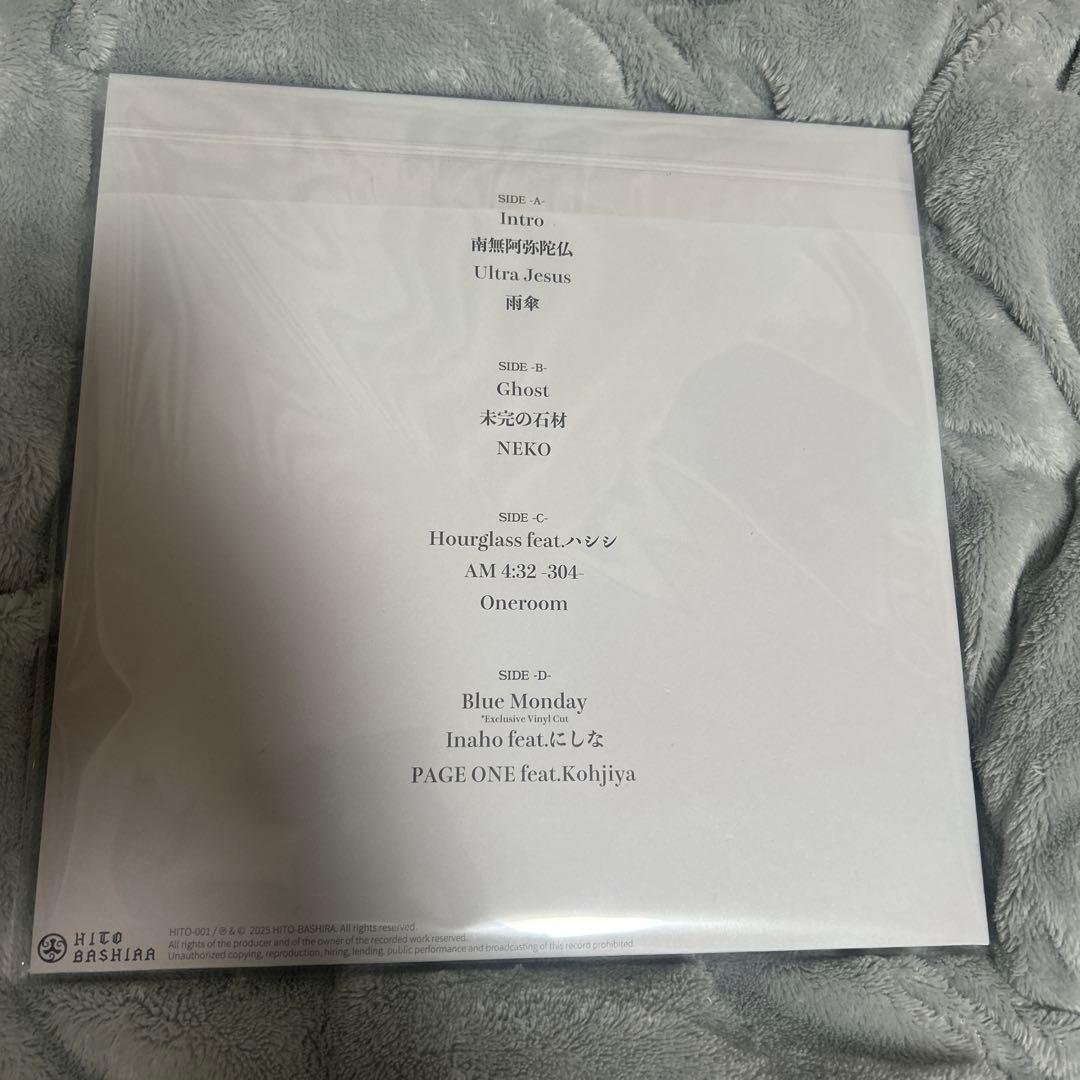 SIDE -A-
Intro
南無阿弥陀仏
Ultra Jesus
雨傘
SIDE -B-
Ghost
未完の石材
NEKO
SIDE -C-
Hourglass feat.ハシシ
AM 4:32 -304-
Oneroom
SIDE -D-
Blue Monday
*Exclusive Vinyl Cut
Inaho feat.にしな
PAGE ONE feat.Kohjiya
HITO
BASHIRA
HITO-001 / ℗ & © 2025 HITO-BASHIRA. All rights reserved.
All rights of the producer and of the owner of the recorded work reserved.
Unauthorized copying, reproduction, hiring, lending, public performance and broadcasting of this record prohibited.